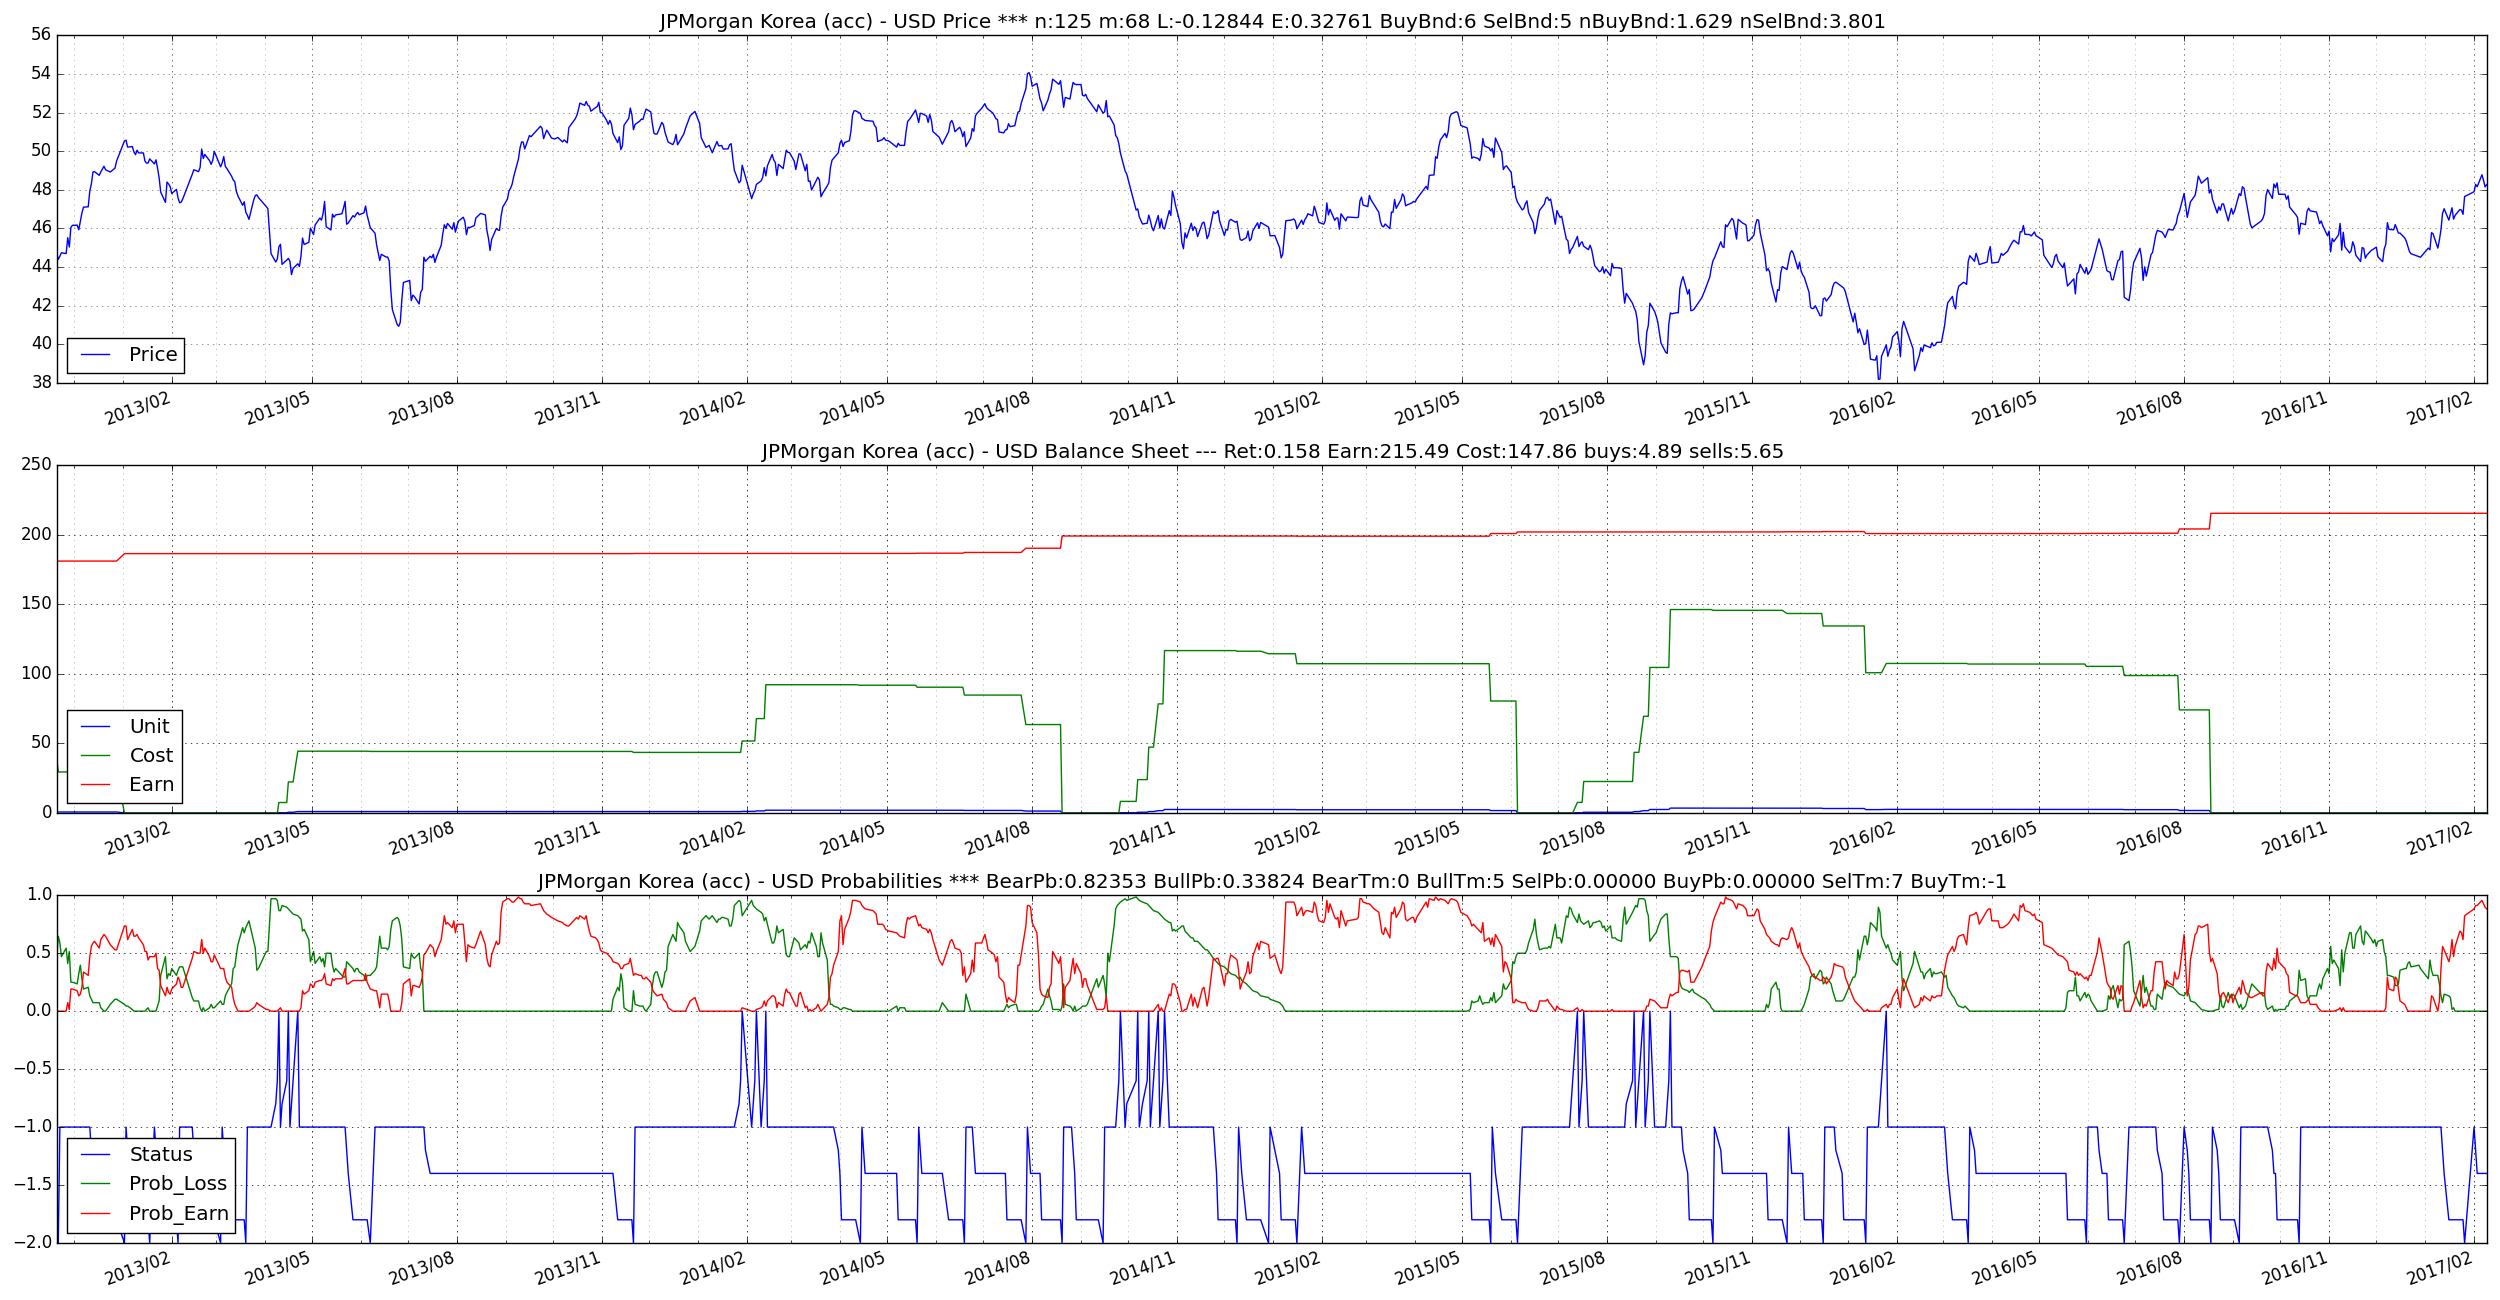 JPMorgan Korea (acc) - USD Price *** n:125 m:68 L:-0.12844 E:0.32761 BuyBnd:6 SelBnd:5 nBuyBnd:1.629 nSelBnd:3.801
56
54
52
50
48
46
44
42
40
38
Price
2013/02 2013/05 2013/08 2013/11 2014/02 2014/05 2014/08 2014/11 2015/02 2015/05 2015/08 2015/11 2016/02 2016/05 2016/08 2016/11 2017/02
JPMorgan Korea (acc) - USD Balance Sheet --- Ret:0.158 Earn:215.49 Cost:147.86 buys:4.89 sells:5.65
250
200
150
100
50
0
Unit
Cost
Earn
2013/02 2013/05 2013/08 2013/11 2014/02 2014/05 2014/08 2014/11 2015/02 2015/05 2015/08 2015/11 2016/02 2016/05 2016/08 2016/11 2017/02
JPMorgan Korea (acc) - USD Probabilities *** BearPb:0.82353 BullPb:0.33824 BearTm:0 BullTm:5 SelPb:0.00000 BuyPb:0.00000 SelTm:7 BuyTm:-1
1.0
0.5
0.0
−0.5
−1.0
−1.5
−2.0
Status
Prob_Loss
Prob_Earn
2013/02 2013/05 2013/08 2013/11 2014/02 2014/05 2014/08 2014/11 2015/02 2015/05 2015/08 2015/11 2016/02 2016/05 2016/08 2016/11 2017/02